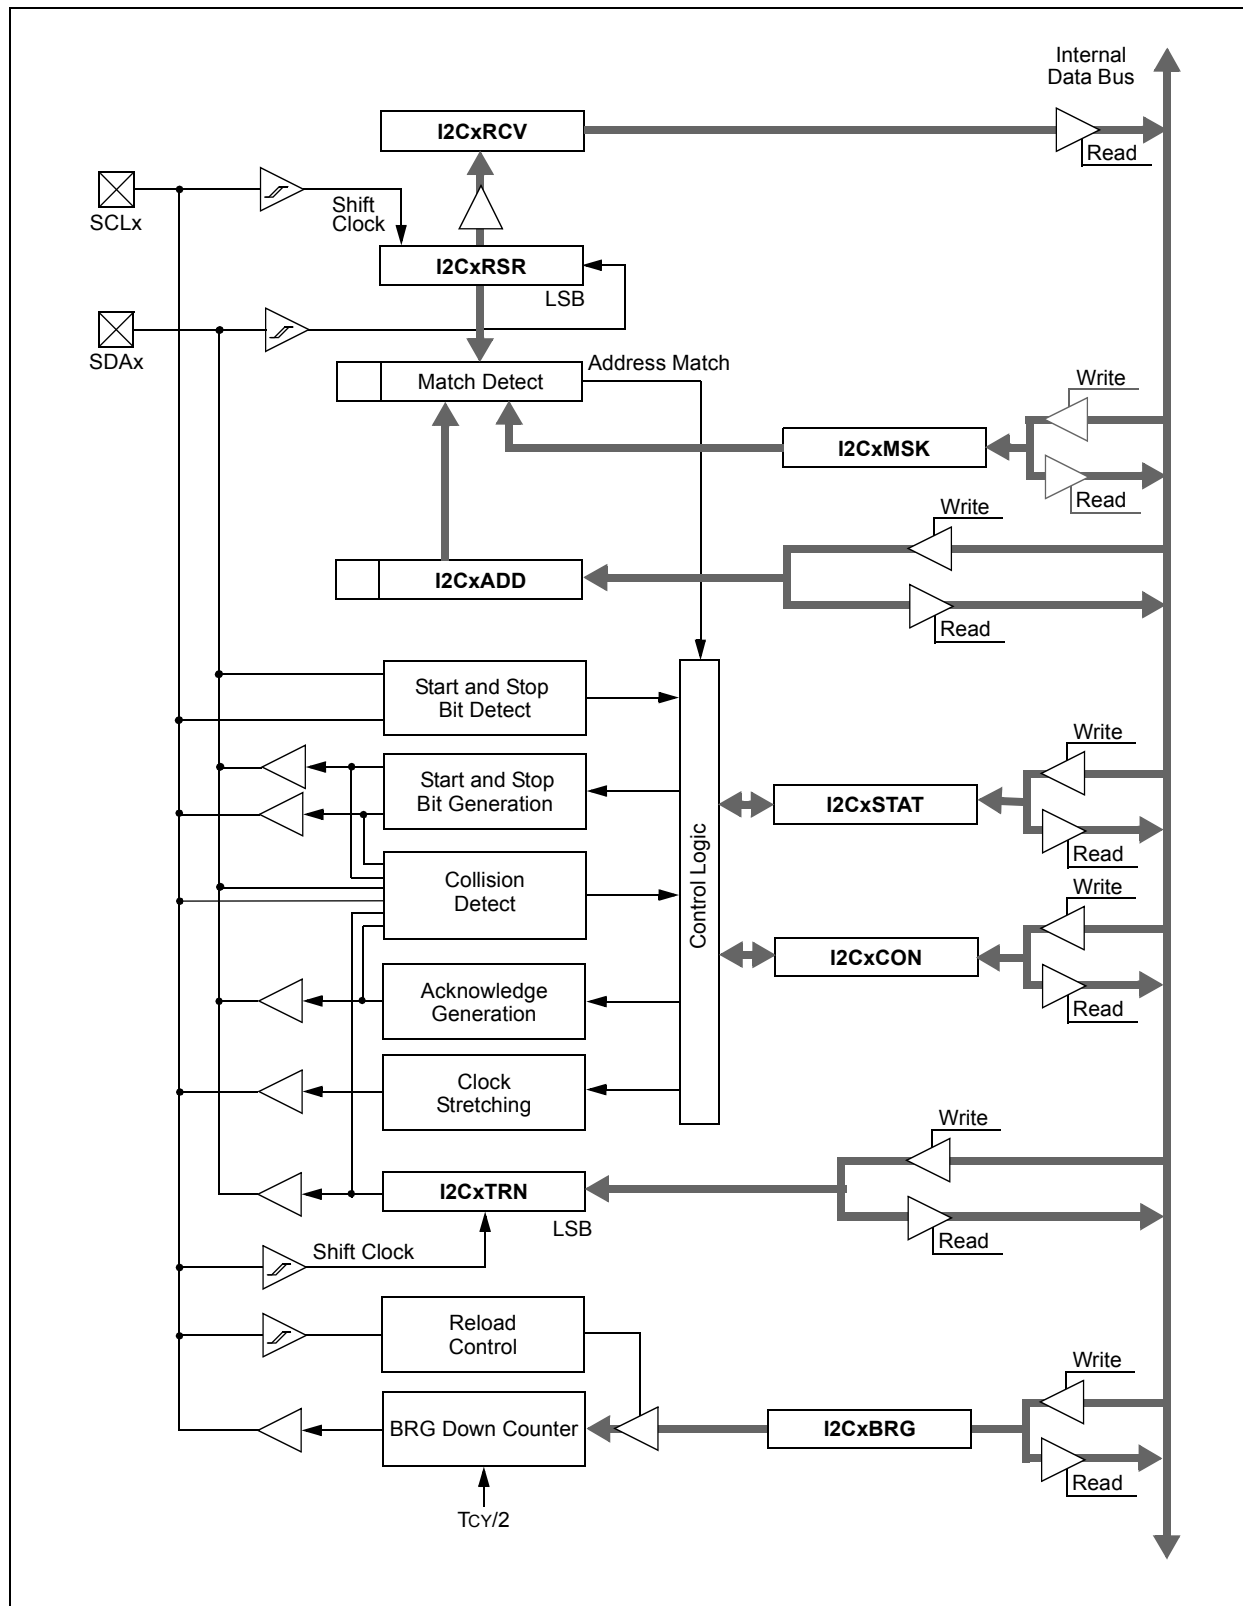 Internal
Data Bus
I2CxRCV
Read
SCLx
Shift
Clock
I2CxRSR
LSB
SDAx
Address Match
Match Detect
Write
I2CxMSK
Read
Write
I2CxADD
Read
Start and Stop
Bit Detect
Write
Start and Stop
Bit Generation
I2CxSTAT
Read
Control Logic
Collision
Detect
Write
I2CxCON
Acknowledge
Generation
Read
Clock
Stretching
Write
I2CxTRN
LSB
Read
Shift Clock
Reload
Control
Write
BRG Down Counter
I2CxBRG
Read
TCY/2